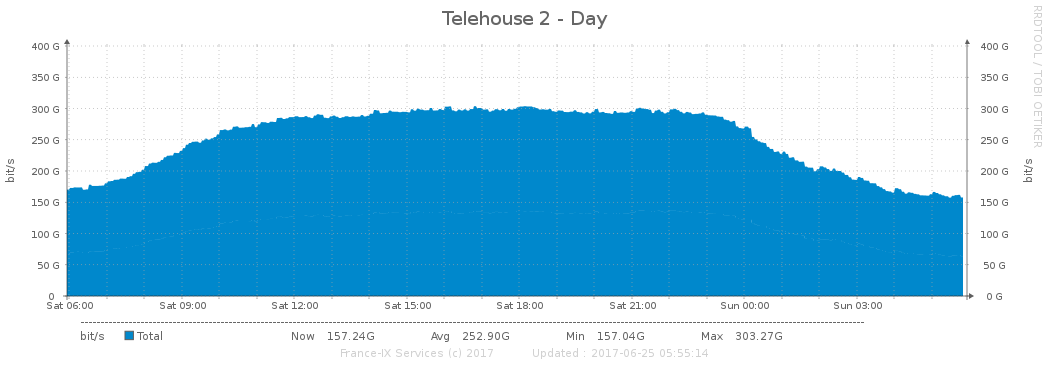 Telehouse 2 - Day
RRDTOOL / TOBI OETIKER
bit/s
400 G 400 G
350 G 350 G
300 G 300 G
250 G 250 G
200 G 200 G
150 G 150 G
100 G 100 G
50 G 50 G
0 0 G
bit/s
Sat 06:00 Sat 09:00 Sat 12:00 Sat 15:00 Sat 18:00 Sat 21:00 Sun 00:00 Sun 03:00
bit/s Total Now 157.24G Avg 252.90G Min 157.04G Max 303.27G
France-IX Services (c) 2017 Updated : 2017-06-25 05:55:14